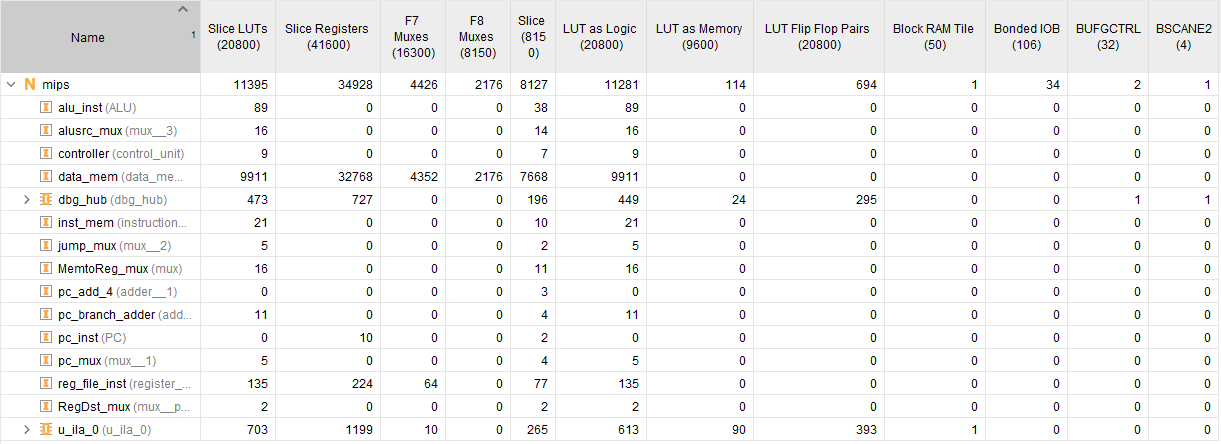 Name 1 Slice LUTs (20800) Slice Registers (41600) F7 Muxes (16300) F8 Muxes (8150) Slice (815 0) LUT as Logic (20800) LUT as Memory (9600) LUT Flip Flop Pairs (20800) Block RAM Tile (50) Bonded IOB (106) BUFGCTRL (32) BSCANE2 (4)
N mips 11395 34928 4426 2176 8127 11281 114 694 1 34 2 1
I alu_inst (ALU) 89 0 0 0 38 89 0 0 0 0 0 0
I alusrc_mux (mux__3) 16 0 0 0 14 16 0 0 0 0 0 0
I controller (control_unit) 9 0 0 0 7 9 0 0 0 0 0 0
I data_mem (data_me... 9911 32768 4352 2176 7668 9911 0 0 0 0 0 0
I dbg_hub (dbg_hub) 473 727 0 0 196 449 24 295 0 0 1 1
I inst_mem (instruction... 21 0 0 0 10 21 0 0 0 0 0 0
I jump_mux (mux__2) 5 0 0 0 2 5 0 0 0 0 0 0
I MemtoReg_mux (mux) 16 0 0 0 11 16 0 0 0 0 0 0
I pc_add_4 (adder__1) 0 0 0 0 3 0 0 0 0 0 0 0
I pc_branch_adder (add... 11 0 0 0 4 11 0 0 0 0 0 0
I pc_inst (PC) 0 10 0 0 2 0 0 0 0 0 0 0
I pc_mux (mux__1) 5 0 0 0 4 5 0 0 0 0 0 0
I reg_file_inst (register_... 135 224 64 0 77 135 0 0 0 0 0 0
I RegDst_mux (mux__p... 2 0 0 0 2 2 0 0 0 0 0 0
I u_ila_0 (u_ila_0) 703 1199 10 0 265 613 90 393 1 0 0 0